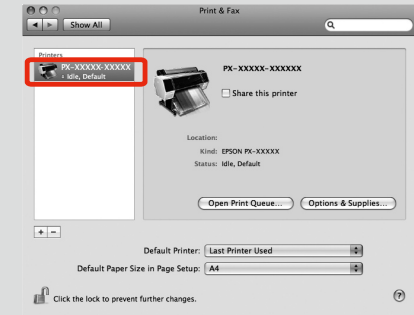 Print & Fax
Show All
Printers
PX-XXXXX-XXXXX
Idle, Default
PX-XXXXX-XXXXXX
Share this printer
Location:
Kind: EPSON PX-XXXXX
Status: Idle, Default
Open Print Queue...
Options & Supplies...
+ −
Default Printer: Last Printer Used
Default Paper Size in Page Setup: A4
Click the lock to prevent further changes.
?